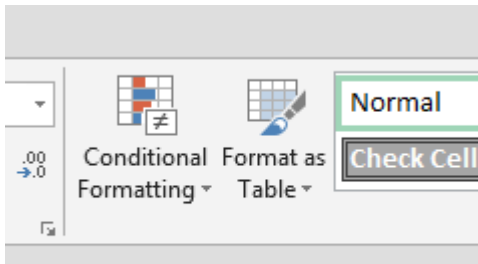 Normal
.00
.0
Conditional Formatting
Format as Table
Check Cell